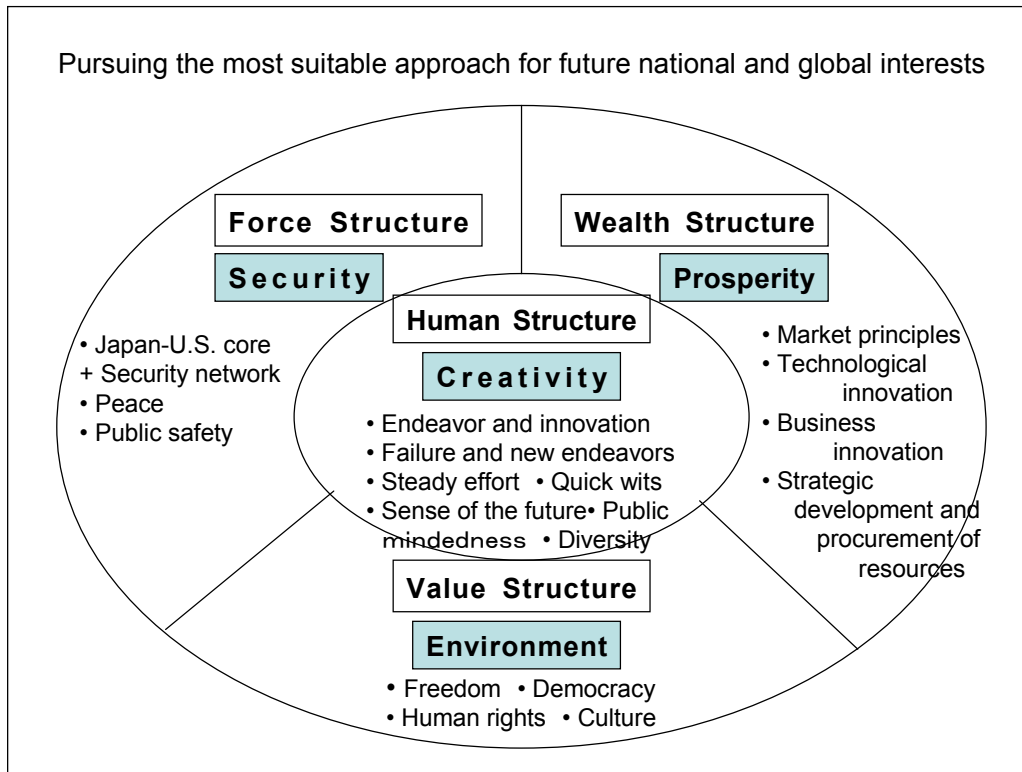 Pursuing the most suitable approach for future national and global interests
Force Structure
Security
• Japan-U.S. core
+ Security network
• Peace
• Public safety
Wealth Structure
Prosperity
• Market principles
• Technological
innovation
• Business
innovation
• Strategic
development and
procurement of
resources
Human Structure
Creativity
• Endeavor and innovation
• Failure and new endeavors
• Steady effort • Quick wits
• Sense of the future • Public
mindedness • Diversity
Value Structure
Environment
• Freedom • Democracy
• Human rights • Culture